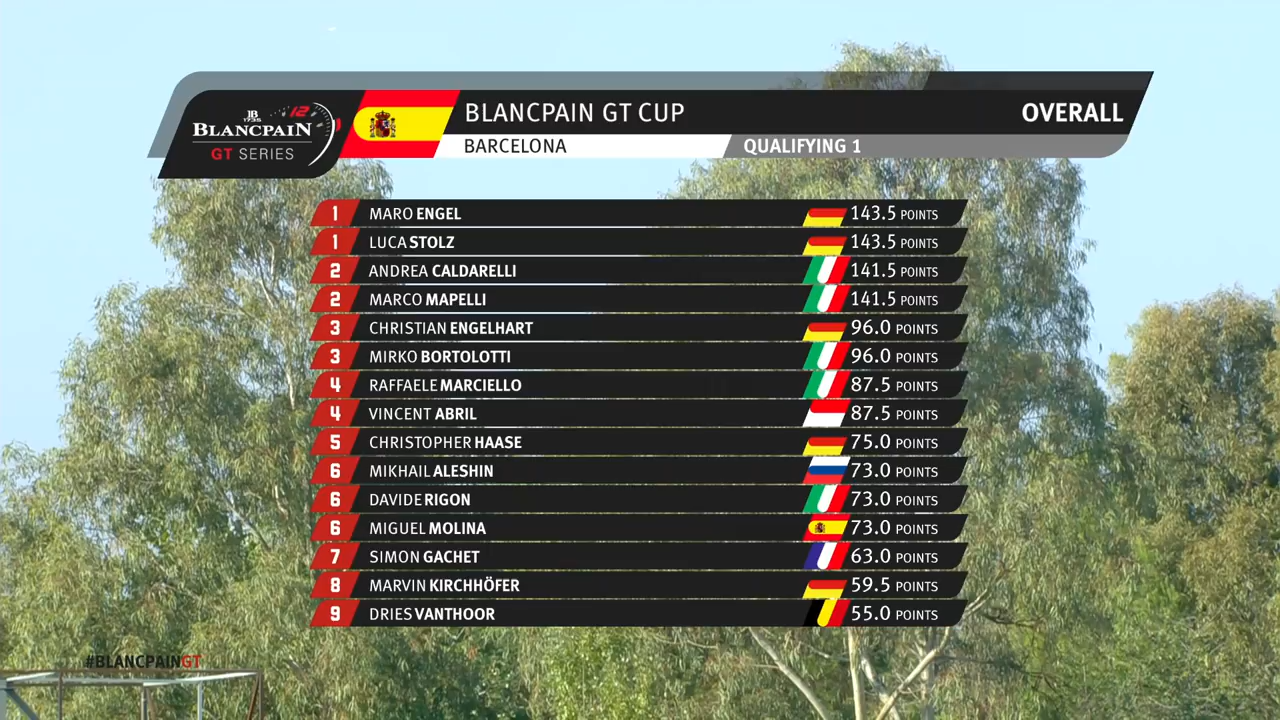 BLANCPAIN GT CUP
OVERALL
JB
1735
12
BLANCPAIN
GT SERIES
BARCELONA
QUALIFYING 1
1 MARO ENGEL 143.5 POINTS
1 LUCA STOLZ 143.5 POINTS
2 ANDREA CALDARELLI 141.5 POINTS
2 MARCO MAPELLI 141.5 POINTS
3 CHRISTIAN ENGELHART 96.0 POINTS
3 MIRKO BORTOLOTTI 96.0 POINTS
4 RAFFAELE MARCIELLO 87.5 POINTS
4 VINCENT ABRIL 87.5 POINTS
5 CHRISTOPHER HAASE 75.0 POINTS
6 MIKHAIL ALESHIN 73.0 POINTS
6 DAVIDE RIGON 73.0 POINTS
6 MIGUEL MOLINA 73.0 POINTS
7 SIMON GACHET 63.0 POINTS
8 MARVIN KIRCHHÖFER 59.5 POINTS
9 DRIES VANTHOOR 55.0 POINTS
#BLANCPAINGT